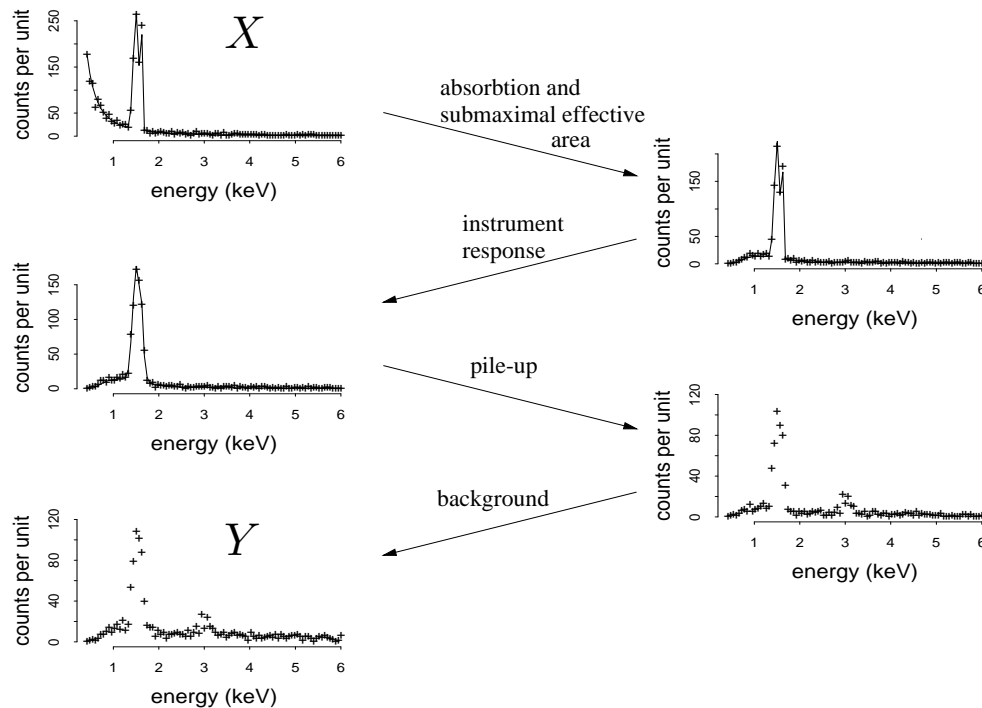 counts per unit
250
150
50
0
X
1 2 3 4 5 6
energy (keV)
absorbtion and
submaximal effective
area
counts per unit
150
50
0
1 2 3 4 5 6
energy (keV)
instrument
response
counts per unit
150
100
50
0
1 2 3 4 5 6
energy (keV)
pile-up
counts per unit
120
80
40
0
1 2 3 4 5 6
energy (keV)
background
counts per unit
120
80
40
0
Y
1 2 3 4 5 6
energy (keV)